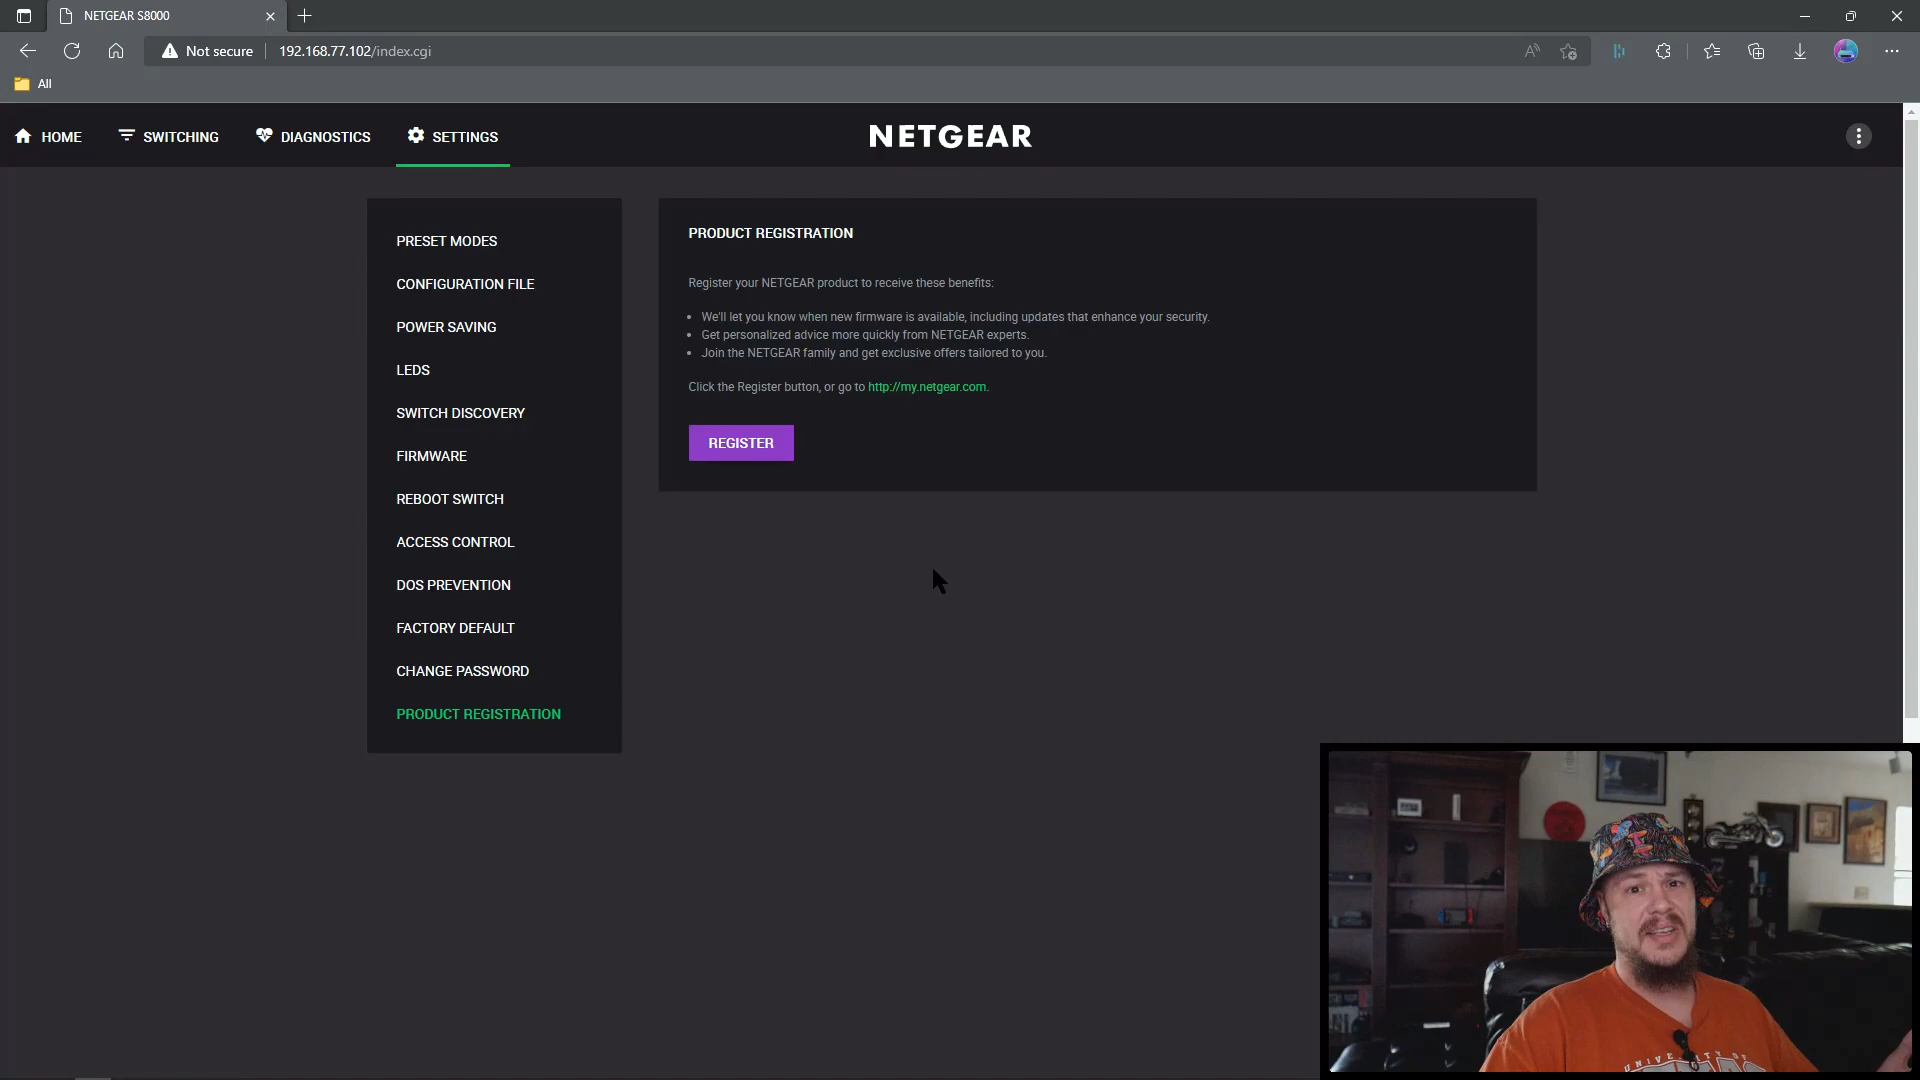 NETGEAR S8000
Not secure
192.168.77.102/index.cgi
All
HOME
SWITCHING
DIAGNOSTICS
SETTINGS
NETGEAR
PRESET MODES
CONFIGURATION FILE
POWER SAVING
LEDS
SWITCH DISCOVERY
FIRMWARE
REBOOT SWITCH
ACCESS CONTROL
DOS PREVENTION
FACTORY DEFAULT
CHANGE PASSWORD
PRODUCT REGISTRATION
PRODUCT REGISTRATION
Register your NETGEAR product to receive these benefits:
We'll let you know when new firmware is available, including updates that enhance your security.
Get personalized advice more quickly from NETGEAR experts.
Join the NETGEAR family and get exclusive offers tailored to you.
Click the Register button, or go to http://my.netgear.com.
REGISTER